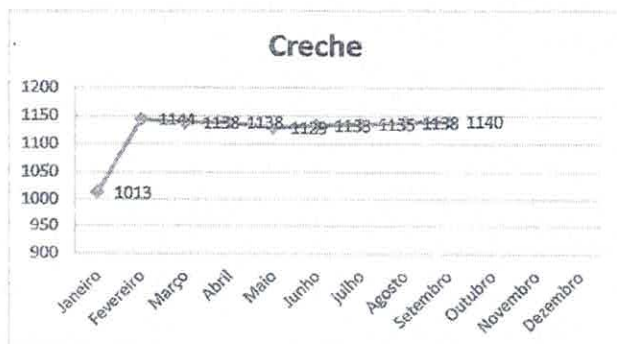 Creche
1200
1150
1100
1050
1000
950
900
1013 1144 1138 1138 1129 1133 1135 1138 1140
Janeiro
Fevereiro
Março
Abril
Maio
Junho
julho
Agosto
Setembro
Outubro
Novembro
Dezembro